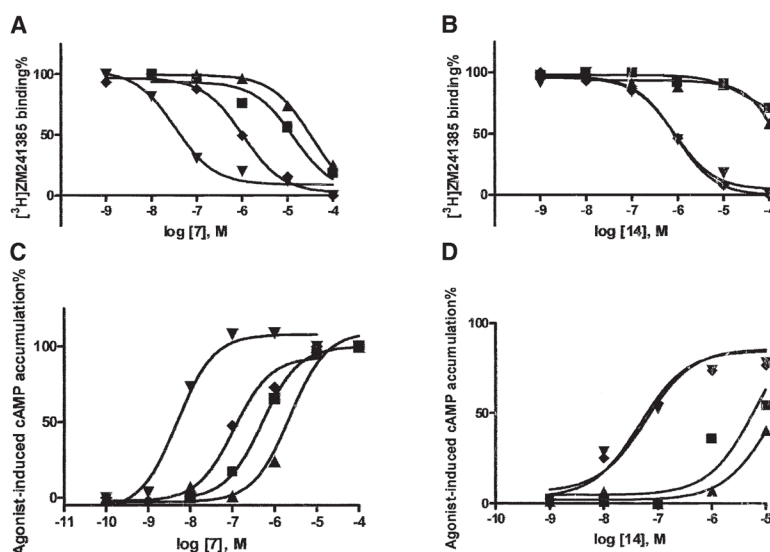 A
[3H]ZM241385 binding%
100
50
0
-9 -8 -7 -6 -5 -4
log [7], M
B
[3H]ZM241385 binding%
100
50
0
-9 -8 -7 -6 -5 -4
log [14], M
C
Agonist-induced cAMP accumulation%
100
50
0
-11 -10 -9 -8 -7 -6 -5 -4
log [7], M
D
Agonist-induced cAMP accumulation%
100
50
0
-10 -9 -8 -7 -6 -5
log [14], M